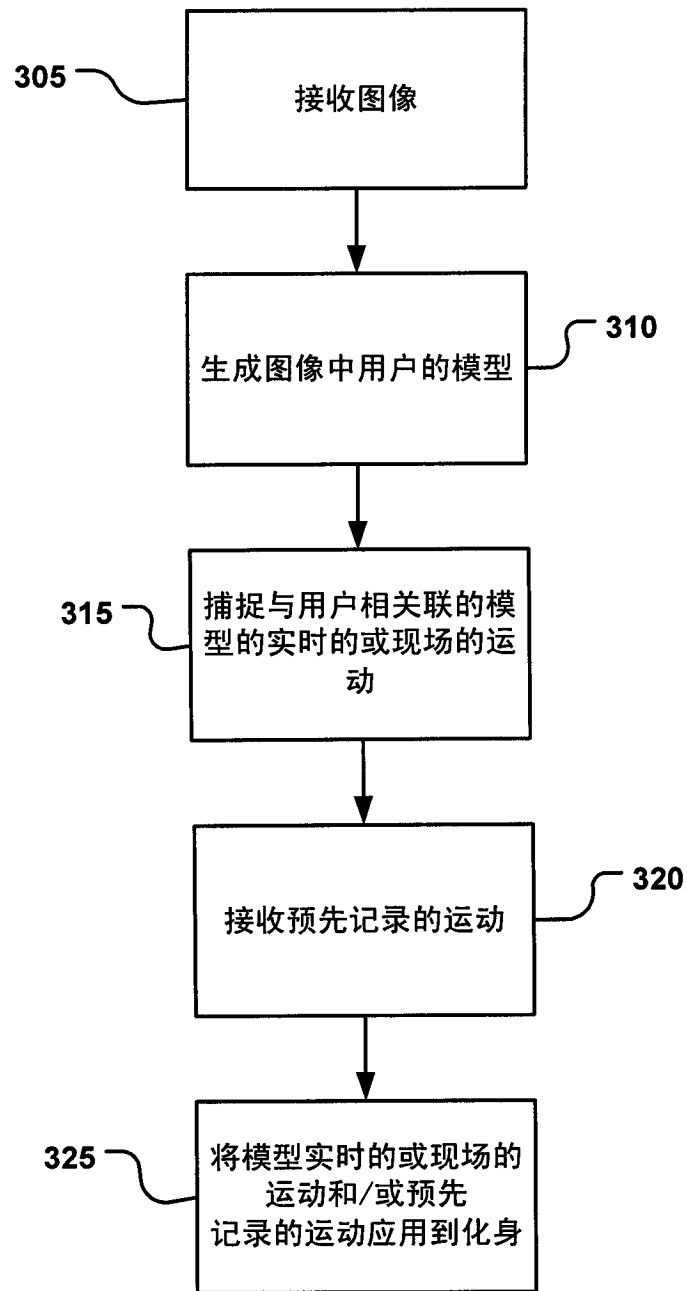 305
接收图像
310
生成图像中用户的模型
315
捕捉与用户相关联的模
型的实时的或现场的运
动
320
接收预先记录的运动
325
将模型实时的或现场的
运动和/或预先
记录的运动应用到化身